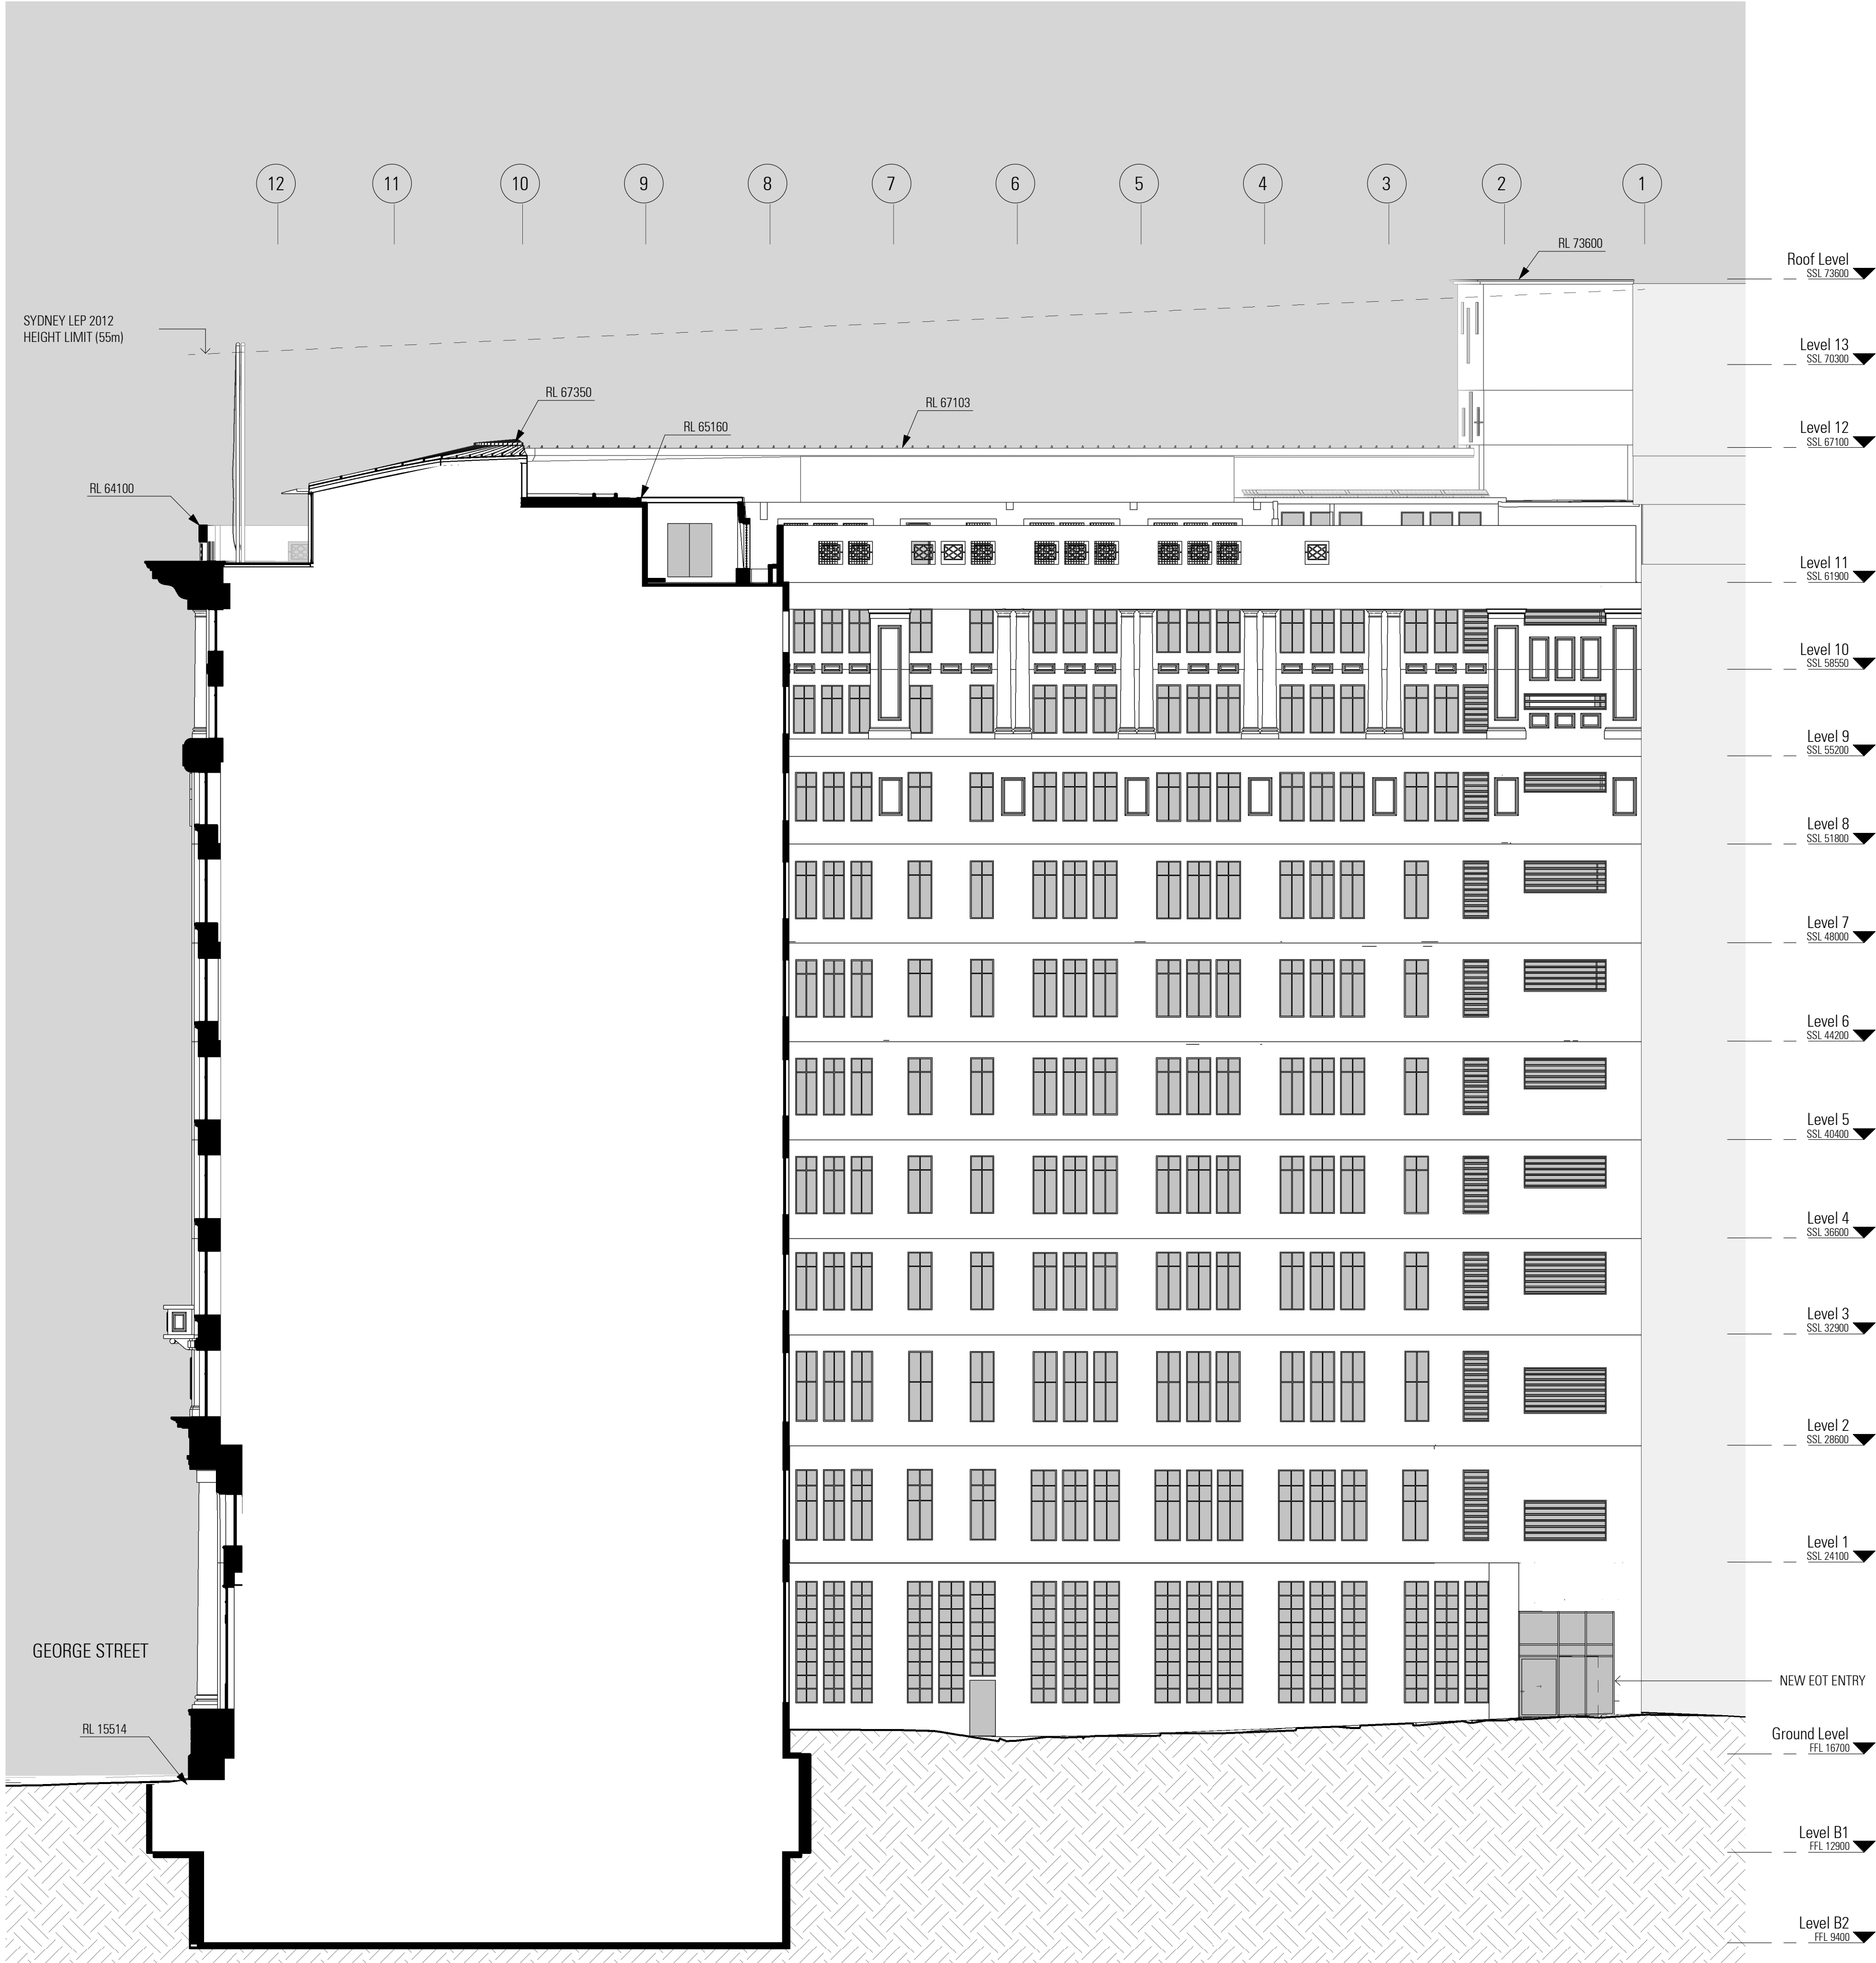 12
11
10
9
8
7
6
5
4
3
2
1
RL 73600
Roof Level
SSL 73600
SYDNEY LEP 2012
HEIGHT LIMIT (55m)
Level 13
SSL 70300
RL 67350
RL 67103
RL 65160
Level 12
SSL 67100
RL 64100
Level 11
SSL 61900
Level 10
SSL 58550
Level 9
SSL 55200
Level 8
SSL 51800
Level 7
SSL 48000
Level 6
SSL 44200
Level 5
SSL 40400
Level 4
SSL 36600
Level 3
SSL 32900
Level 2
SSL 28600
Level 1
SSL 24100
GEORGE STREET
NEW EOT ENTRY
RL 15514
Ground Level
FFL 16700
Level B1
FFL 12900
Level B2
FFL 9400